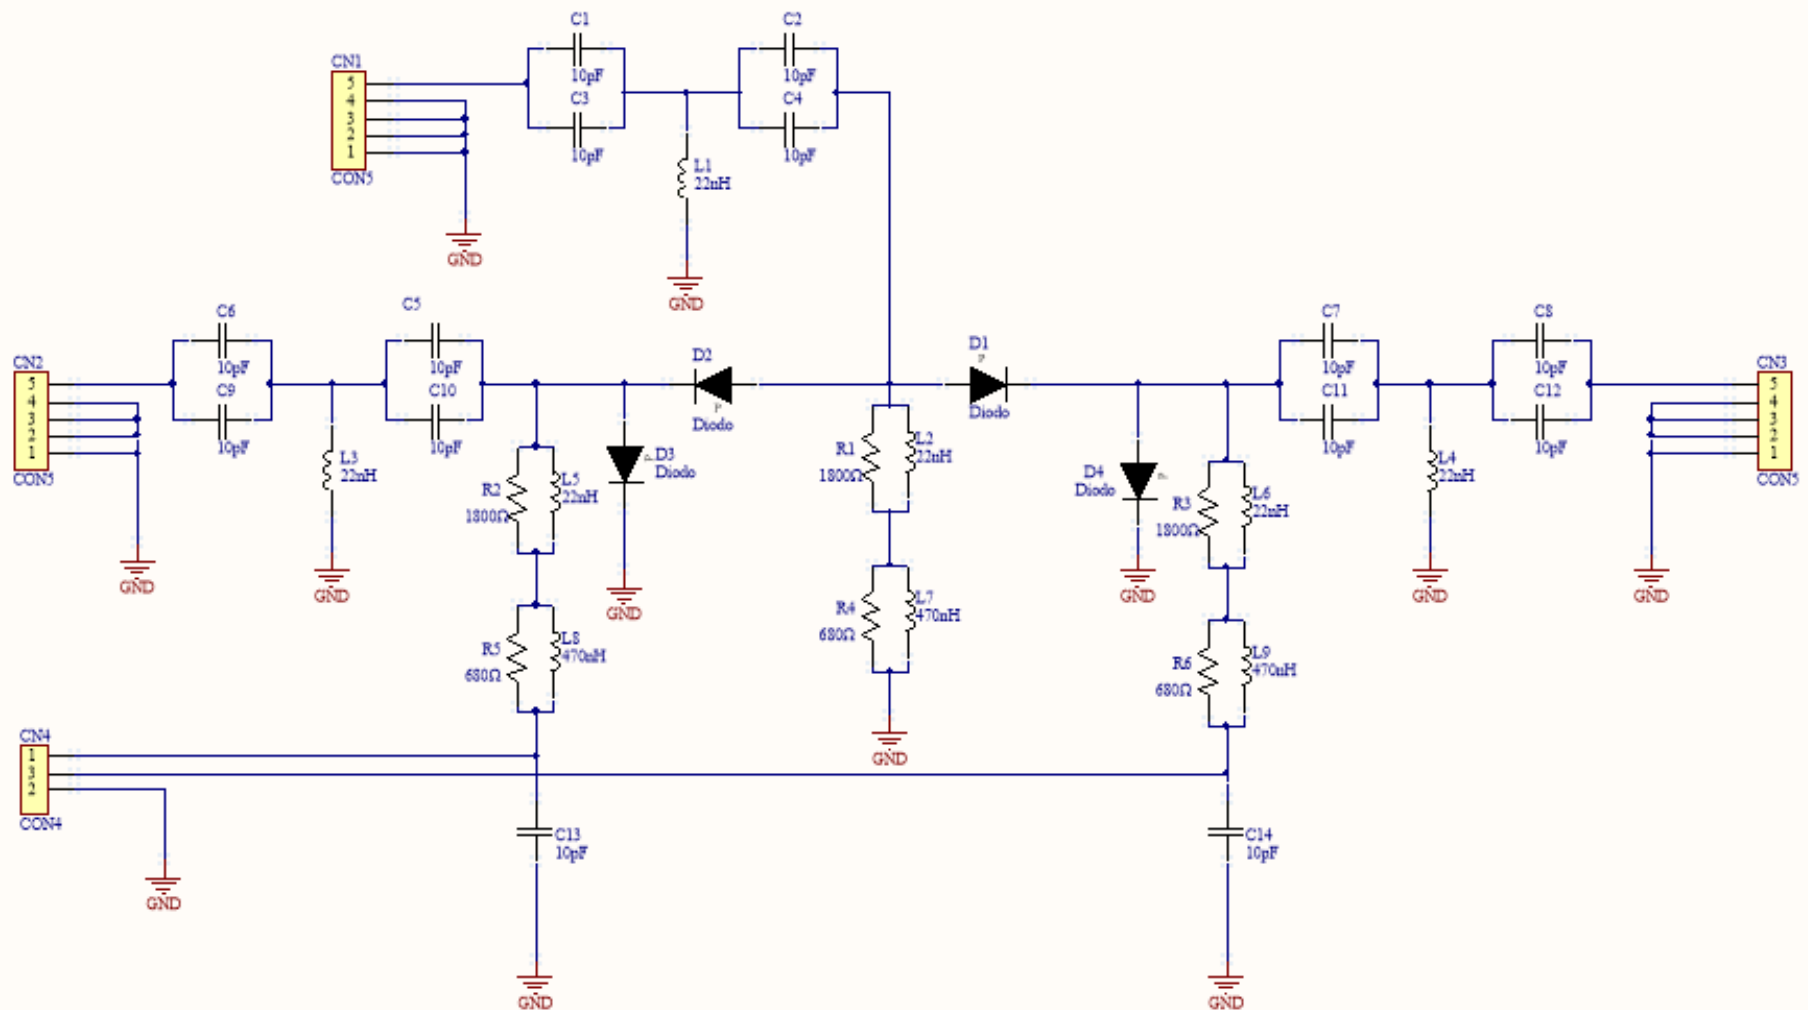 C1
10pF
C3
10pF
C2
10pF
C4
10pF
CN1
5
4
3
2
1
CON5
GND
L1
22nH
GND
CN2
5
4
3
2
1
CON5
GND
C6
10pF
C9
10pF
L3
22nH
GND
C5
10pF
C10
10pF
R2
1800Ω
L5
22nH
R5
680Ω
L8
470nH
D3
Diodo
GND
D2
P
Diodo
D1
P
Diodo
R1
1800Ω
L2
22nH
R4
680Ω
L7
470nH
GND
D4
Diodo
GND
R3
1800Ω
L6
22nH
R6
680Ω
L9
470nH
C7
10pF
C11
10pF
L4
22nH
GND
C8
10pF
C12
10pF
CN3
5
4
3
2
1
CON5
GND
CN4
1
3
2
CON4
GND
C13
10pF
GND
C14
10pF
GND